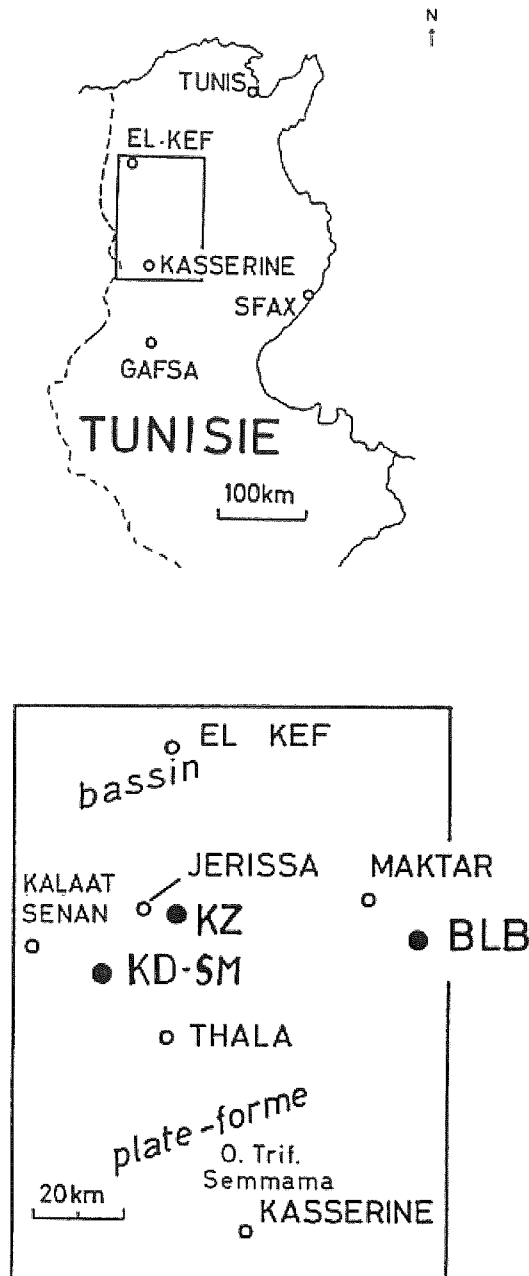 N
TUNIS
EL-KEF
KASSERINE
SFAX
GAFSA
TUNISIE
100km
EL KEF
bassin
JERISSA
MAKTAR
KALAAT
SENAN
KZ
BLB
KD-SM
THALA
plate-forme
O. Trif.
Semmama
20km
KASSERINE